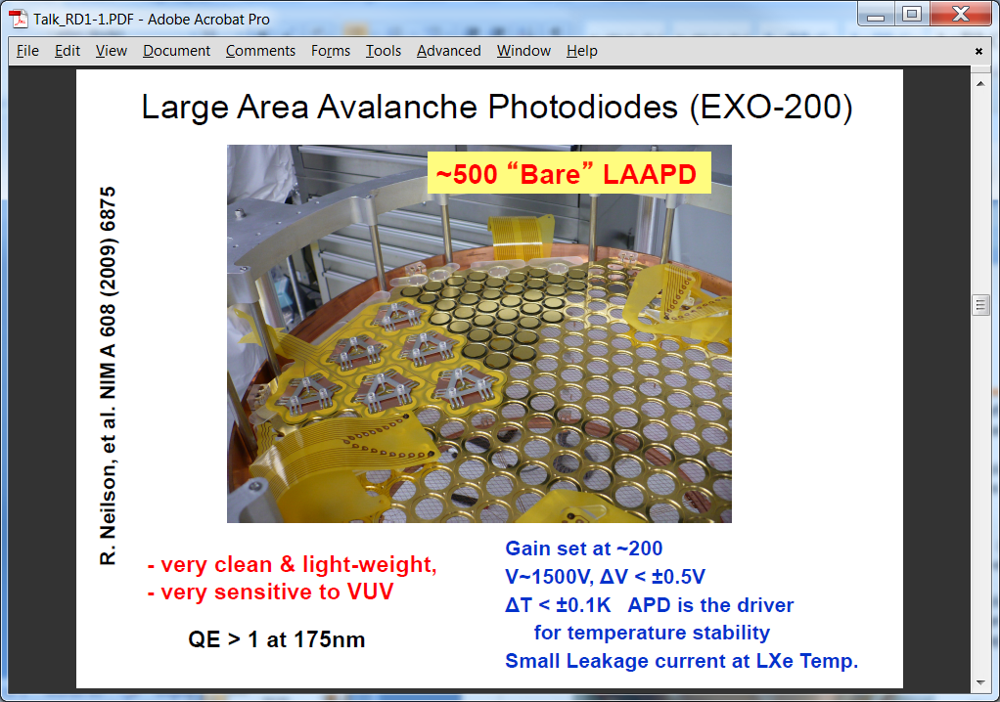 Talk_RD1-1.PDF - Adobe Acrobat Pro
File Edit View Document Comments Forms Tools Advanced Window Help
Large Area Avalanche Photodiodes (EXO-200)
~500 “Bare” LAAPD
R. Neilson, et al. NIM A 608 (2009) 6875
- very clean & light-weight,
- very sensitive to VUV
QE > 1 at 175nm
Gain set at ~200
V~1500V, ΔV < ±0.5V
ΔT < ±0.1K APD is the driver
for temperature stability
Small Leakage current at LXe Temp.